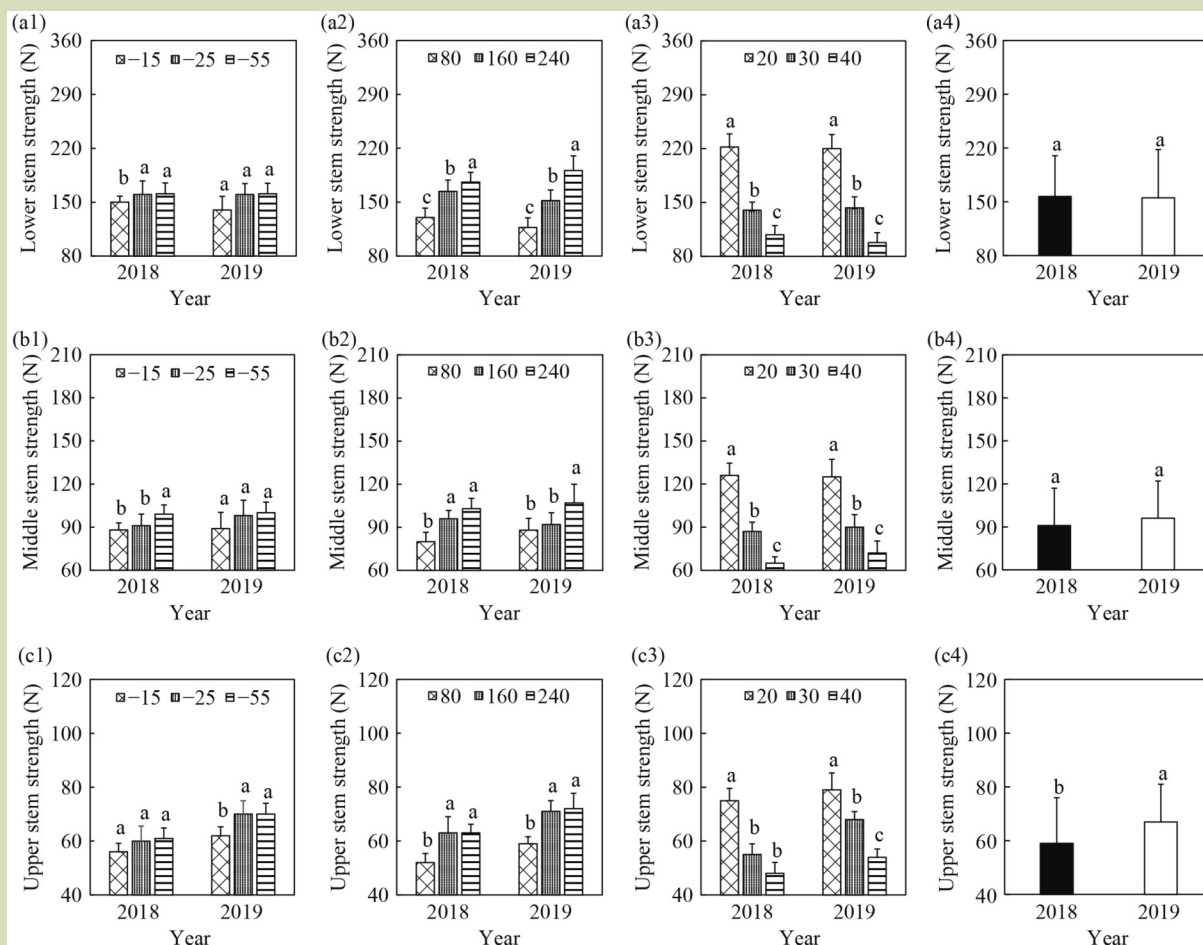 (a1)
360
290
220
150
80
Lower stem strength (N)
−15 −25 −55
b a a
a a a
2018 2019
Year
(a2)
360
290
220
150
80
Lower stem strength (N)
80 160 240
c b a
c b a
2018 2019
Year
(a3)
360
290
220
150
80
Lower stem strength (N)
20 30 40
a b c
a b c
2018 2019
Year
(a4)
360
290
220
150
80
Lower stem strength (N)
a a
2018 2019
Year
(b1)
210
180
150
120
90
60
Middle stem strength (N)
−15 −25 −55
b b a
a a a
2018 2019
Year
(b2)
210
180
150
120
90
60
Middle stem strength (N)
80 160 240
b a a
b b a
2018 2019
Year
(b3)
210
180
150
120
90
60
Middle stem strength (N)
20 30 40
a b c
a b c
2018 2019
Year
(b4)
210
180
150
120
90
60
Middle stem strength (N)
a a
2018 2019
Year
(c1)
120
100
80
60
40
Upper stem strength (N)
−15 −25 −55
a a a
b a a
2018 2019
Year
(c2)
120
100
80
60
40
Upper stem strength (N)
80 160 240
b a a
b a a
2018 2019
Year
(c3)
120
100
80
60
40
Upper stem strength (N)
20 30 40
a b b
a b c
2018 2019
Year
(c4)
120
100
80
60
40
Upper stem strength (N)
b a
2018 2019
Year